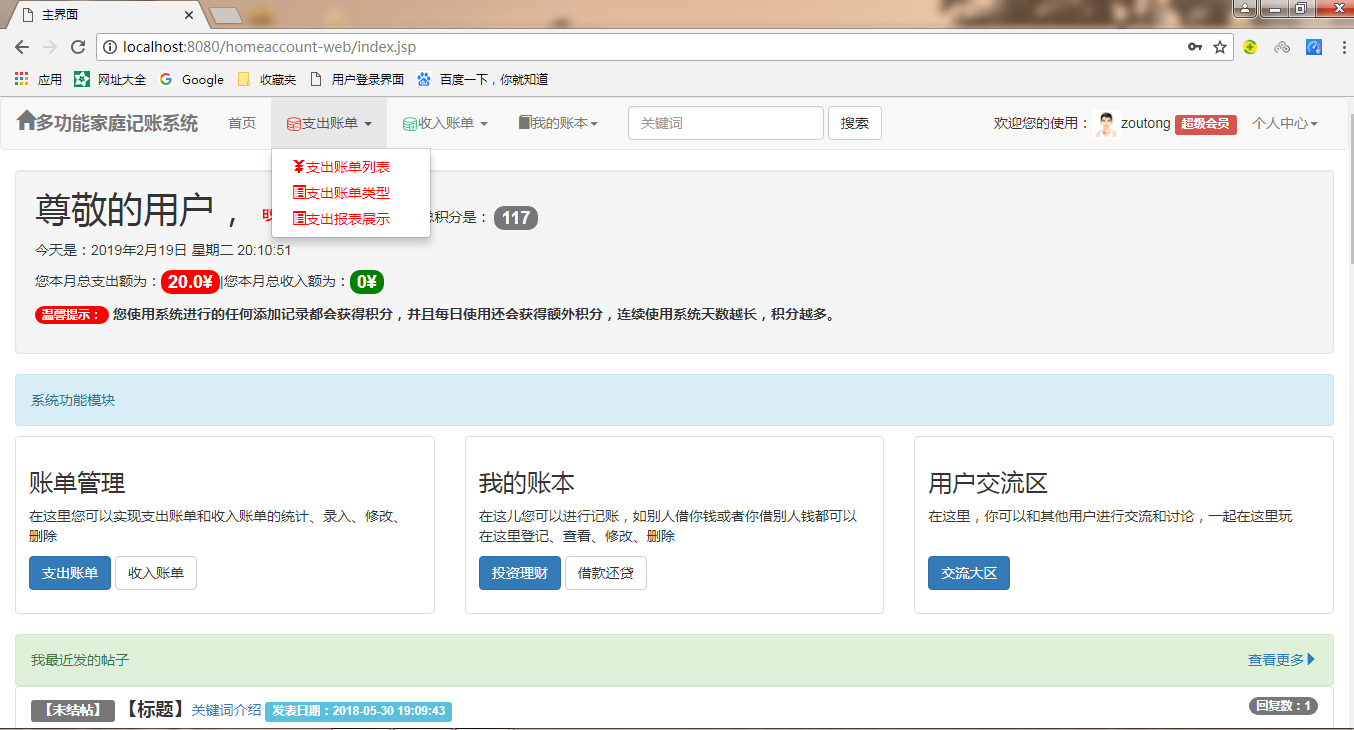 主界面
localhost:8080/homeaccount-web/index.jsp
应用 网址大全 Google 收藏夹 用户登录界面 百度一下，你就知道
多功能家庭记账系统 首页 支出账单 收入账单 我的账本 关键词 搜索 欢迎您的使用： zoutong 超级会员 个人中心
¥支出账单列表
支出账单类型
支出报表展示
尊敬的用户， 积分是： 117
今天是：2019年2月19日 星期二 20:10:51
您本月总支出额为：20.0¥|您本月总收入额为：0¥
温馨提示： 您使用系统进行的任何添加记录都会获得积分，并且每日使用还会获得额外积分，连续使用系统天数越长，积分越多。
系统功能模块
账单管理
在这里您可以实现支出账单和收入账单的统计、录入、修改、
删除
支出账单 收入账单
我的账本
在这儿您可以进行记账，如别人借你钱或者你借别人钱都可以
在这里登记、查看、修改、删除
投资理财 借款还贷
用户交流区
在这里，你可以和其他用户进行交流和讨论，一起在这里玩
交流大区
我最近发的帖子 查看更多
【未结帖】 【标题】关键词介绍 发表日期：2018-05-30 19:09:43 回复数：1